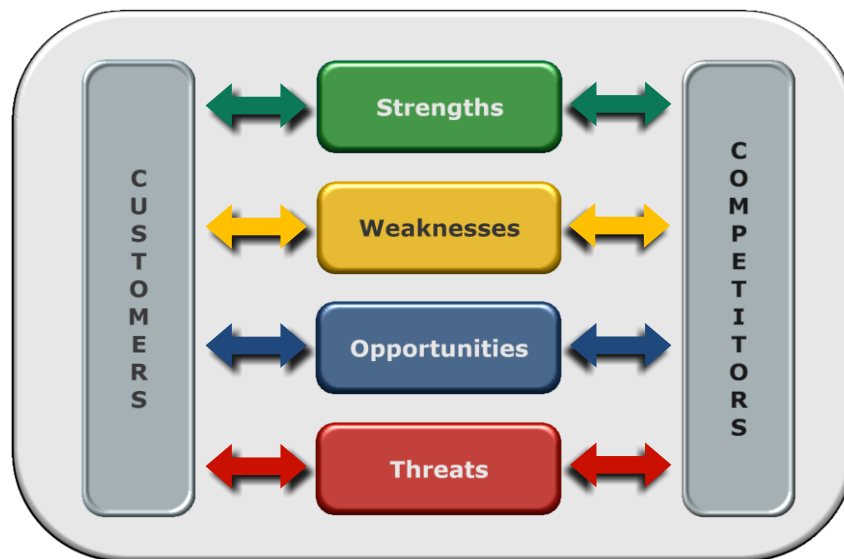 CUSTOMERS
Strengths
Weaknesses
Opportunities
Threats
COMPETITORS